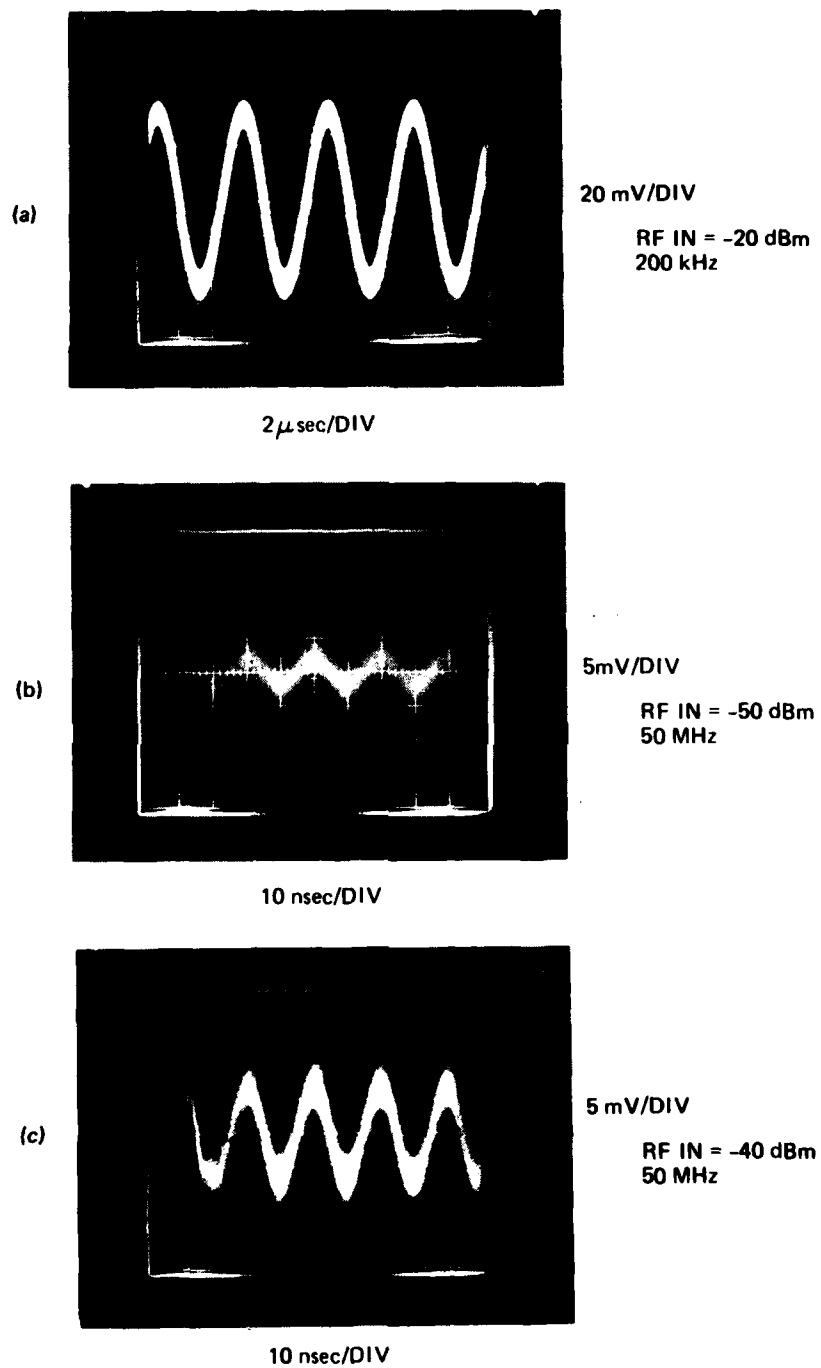 (a)
20 mV/DIV
RF IN = -20 dBm
200 kHz
2μsec/DIV
(b)
5mV/DIV
RF IN = -50 dBm
50 MHz
10 nsec/DIV
(c)
5 mV/DIV
RF IN = -40 dBm
50 MHz
10 nsec/DIV